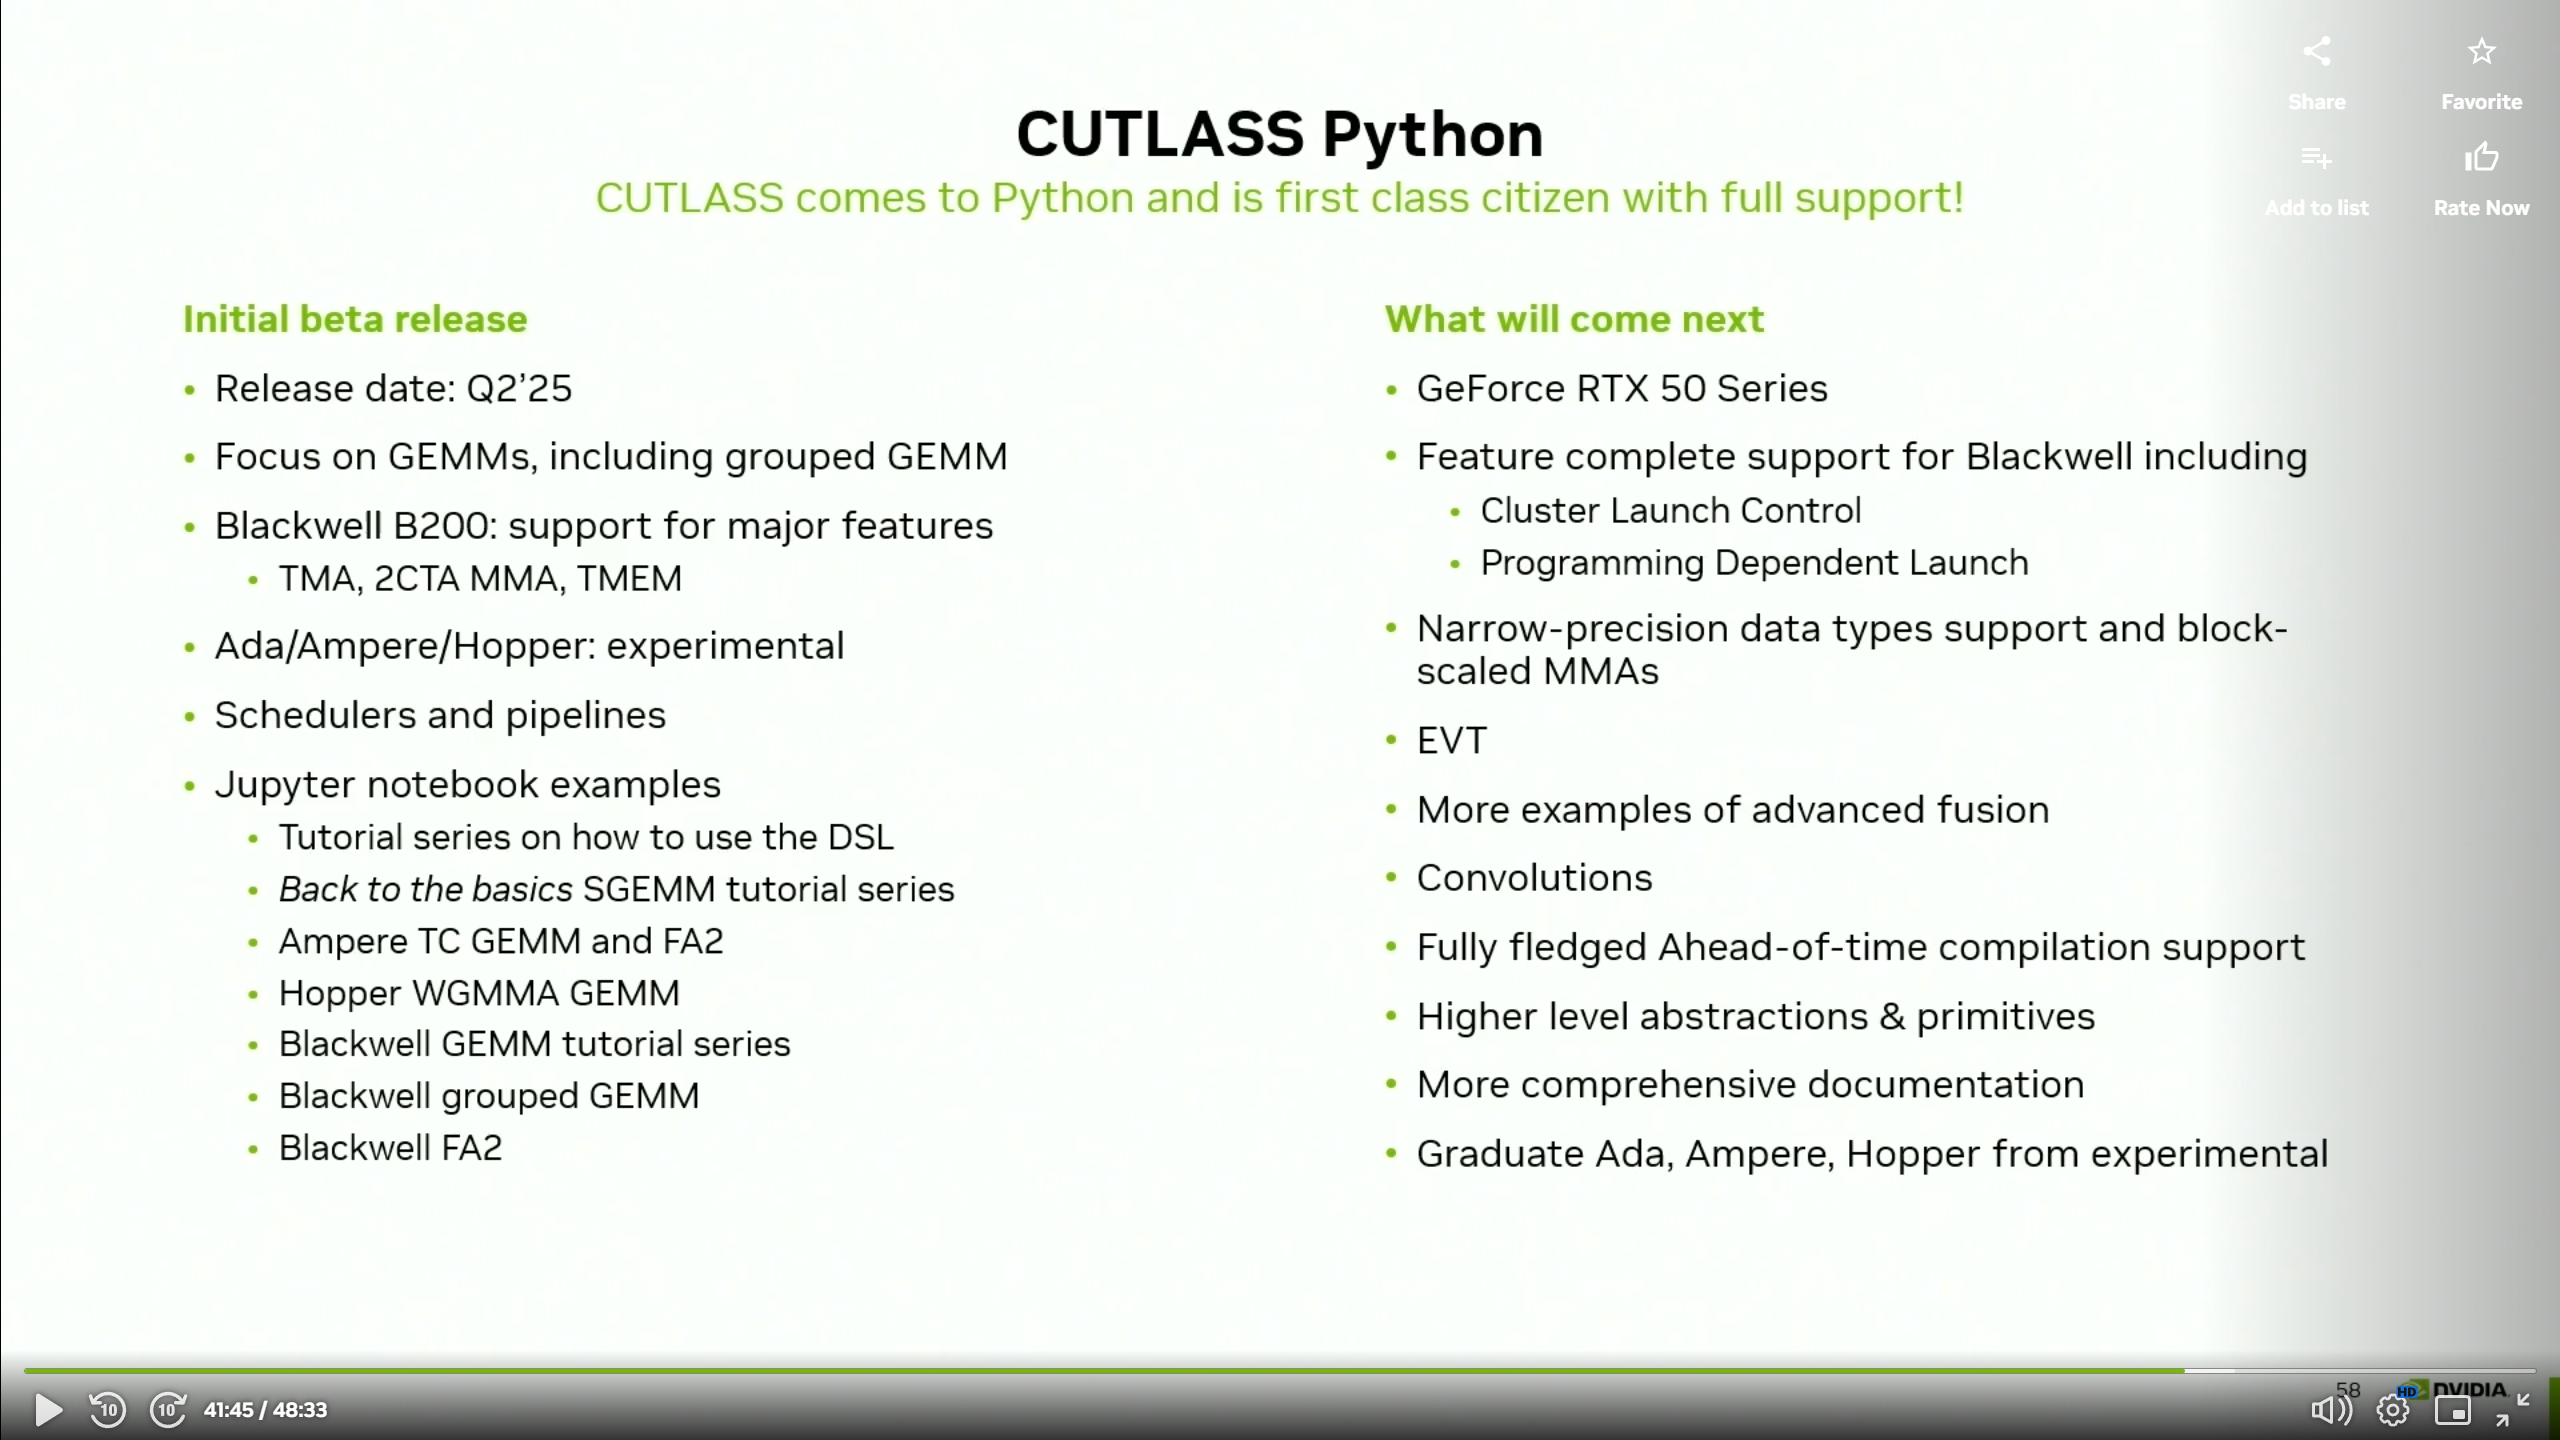 Share
Favorite
Add to list
Rate Now
CUTLASS Python
CUTLASS comes to Python and is first class citizen with full support!
Initial beta release
• Release date: Q2’25
• Focus on GEMMs, including grouped GEMM
• Blackwell B200: support for major features
• TMA, 2CTA MMA, TMEM
• Ada/Ampere/Hopper: experimental
• Schedulers and pipelines
• Jupyter notebook examples
• Tutorial series on how to use the DSL
• Back to the basics SGEMM tutorial series
• Ampere TC GEMM and FA2
• Hopper WGMMA GEMM
• Blackwell GEMM tutorial series
• Blackwell grouped GEMM
• Blackwell FA2
What will come next
• GeForce RTX 50 Series
• Feature complete support for Blackwell including
• Cluster Launch Control
• Programming Dependent Launch
• Narrow-precision data types support and block-
scaled MMAs
• EVT
• More examples of advanced fusion
• Convolutions
• Fully fledged Ahead-of-time compilation support
• Higher level abstractions & primitives
• More comprehensive documentation
• Graduate Ada, Ampere, Hopper from experimental
10
10
41:45 / 48:33
58
HD
NVIDIA